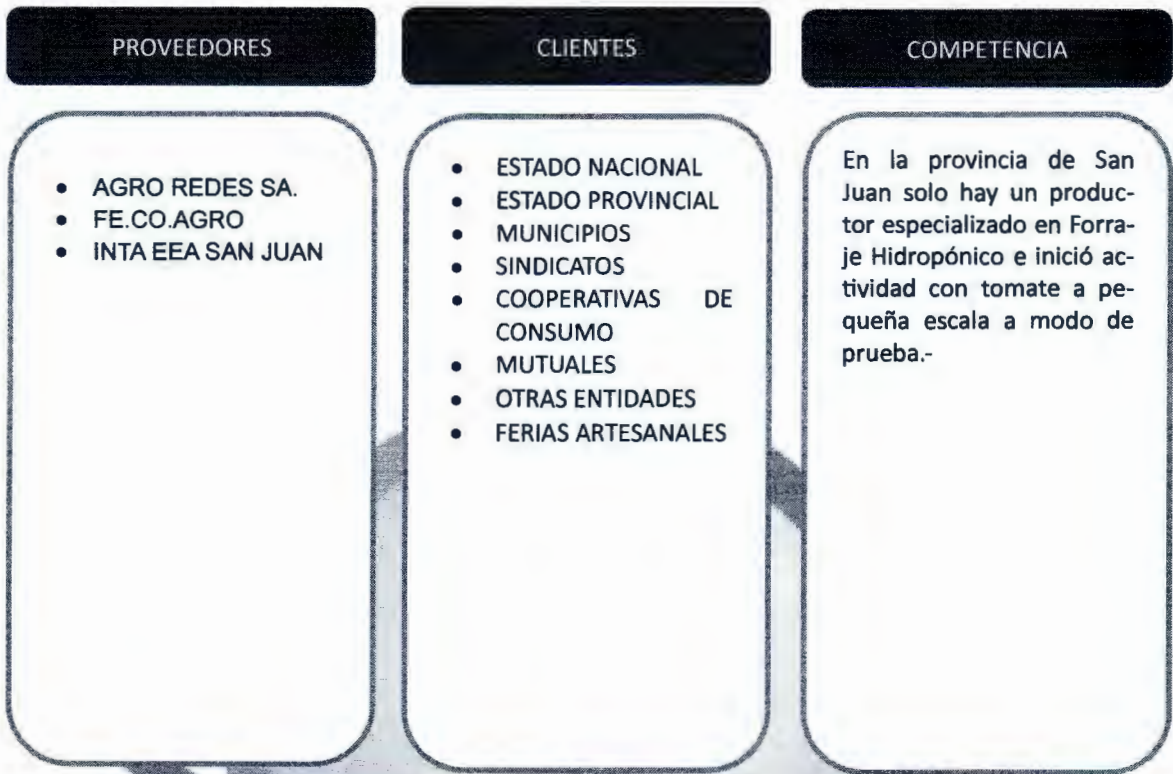 PROVEEDORES
• AGRO REDES SA.
• FE.CO.AGRO
• INTA EEA SAN JUAN
CLIENTES
• ESTADO NACIONAL
• ESTADO PROVINCIAL
• MUNICIPIOS
• SINDICATOS
• COOPERATIVAS DE
CONSUMO
• MUTUALES
• OTRAS ENTIDADES
• FERIAS ARTESANALES
COMPETENCIA
En la provincia de San
Juan solo hay un produc-
tor especializado en Forra-
je Hidropónico e inició ac-
tividad con tomate a pe-
queña escala a modo de
prueba.-